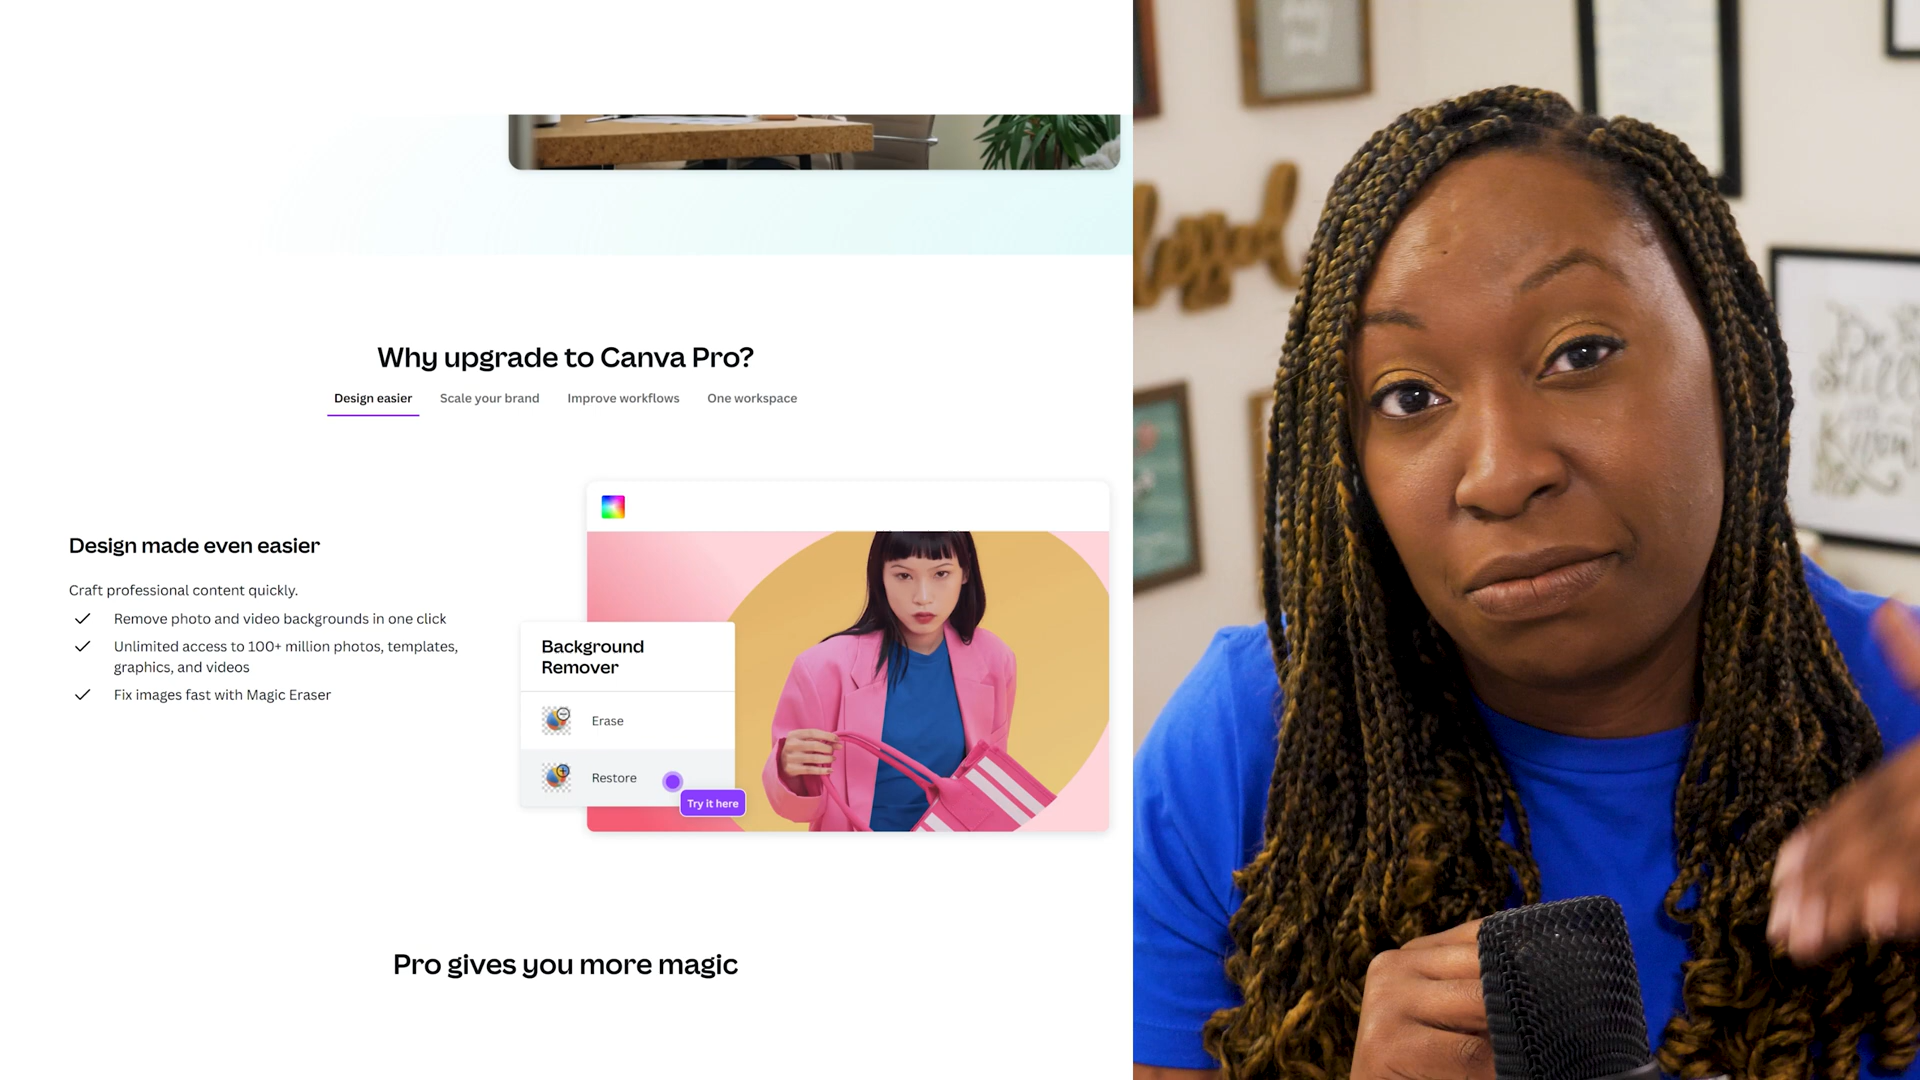 Why upgrade to Canva Pro?
Design easier
Scale your brand
Improve workflows
One workspace
Design made even easier
Craft professional content quickly.
Remove photo and video backgrounds in one click
Unlimited access to 100+ million photos, templates,
graphics, and videos
Fix images fast with Magic Eraser
Background
Remover
Erase
Restore
Try it here
Pro gives you more magic
Be
Still
Know